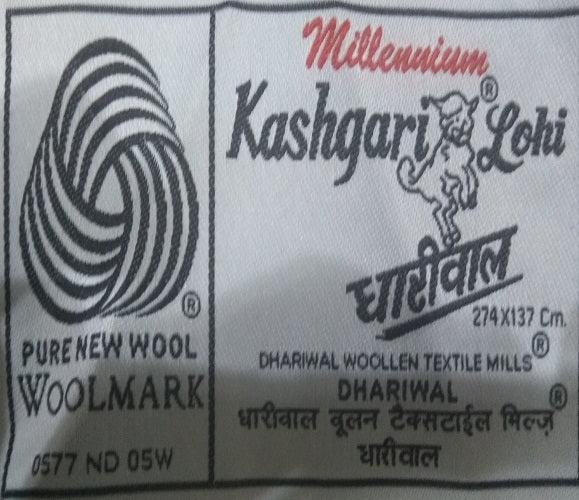 PURE NEW WOOL
WOOLMARK
0577 ND 05W
Millennium
Kashgari Lohi
धारीवाल
274X137 Cm.
DHARIWAL WOOLLEN TEXTILE MILLS®
DHARIWAL
धारीवाल वूलन टैक्सटाईल मिल्ज़®
धारीवाल